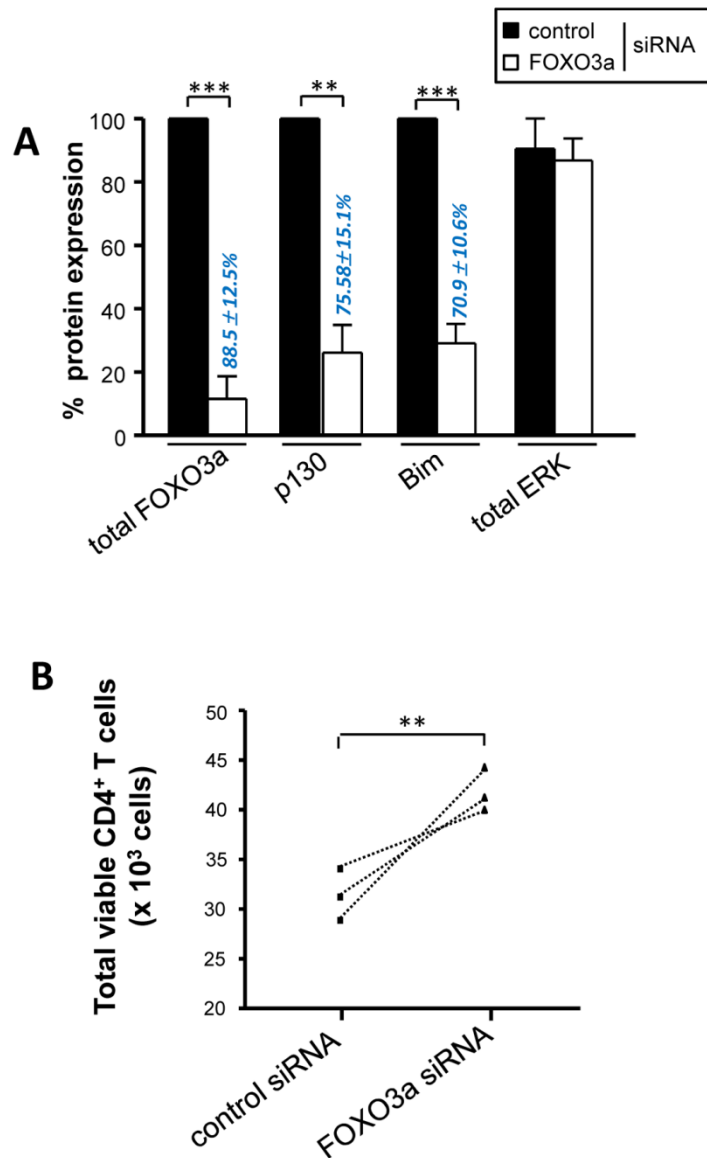 control
FOXO3a
siRNA
A
*** ** ***
% protein expression
100
80
60
40
20
0
88.5 ±12.5%
75.58±15.1%
70.9 ±10.6%
total FOXO3a
p130
Bim
total ERK
B
Total viable CD4⁺ T cells
(x 10³ cells)
50
45
40
35
30
25
20
**
control siRNA
FOXO3a siRNA